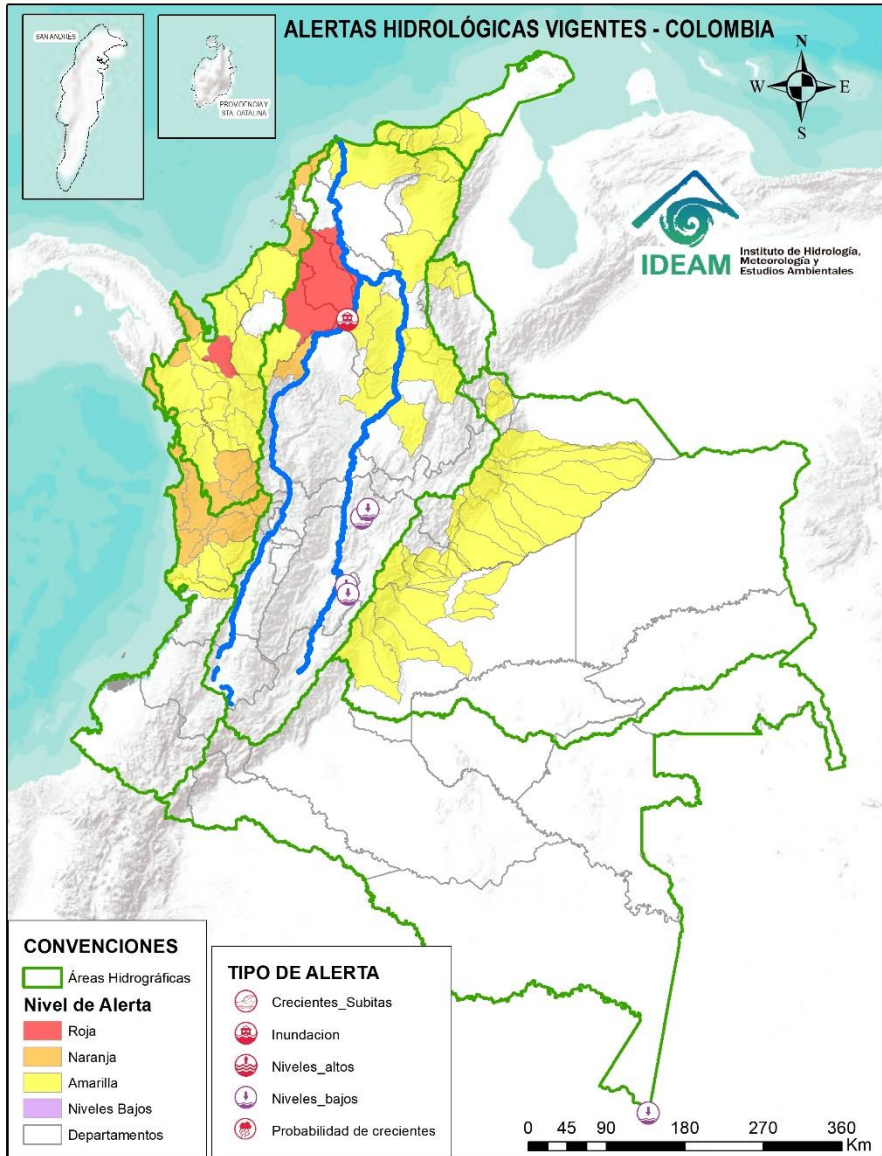 SAN ANDRÉS
PROVIDENCIA Y
STA. CATALINA
ALERTAS HIDROLÓGICAS VIGENTES - COLOMBIA
N
W
E
S
IDEAM
Instituto de Hidrología,
Meteorología y
Estudios Ambientales
CONVENCIONES
Áreas Hidrográficas
Nivel de Alerta
Roja
Naranja
Amarilla
Niveles Bajos
Departamentos
TIPO DE ALERTA
Crecientes_Subitas
Inundacion
Niveles_altos
Niveles_bajos
Probabilidad de crecientes
0 45 90 180 270 360
Km